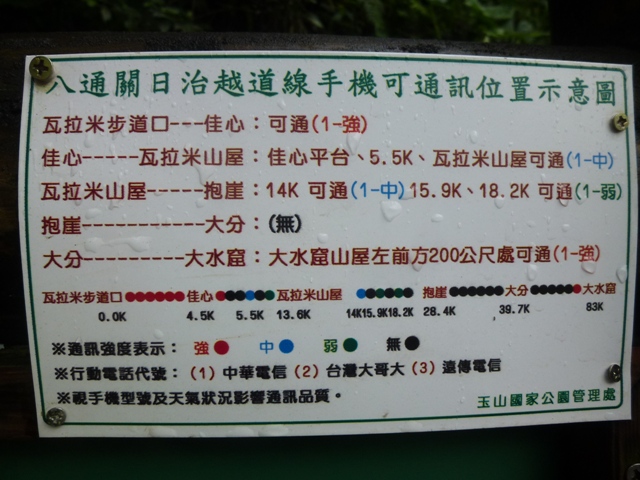 八通關日治越道線手機可通訊位置示意圖
瓦拉米步道口---佳心：可通(1-強)
佳心------瓦拉米山屋：佳心平台、5.5K、瓦拉米山屋可通(1-中)
瓦拉米山屋-----抱崖：14K 可通(1-中)15.9K、18.2K 可通(1-弱)
抱崖------------大分：(無)
大分----------大水窟：大水窟山屋左前方200公尺處可通(1-強)
瓦拉米步道口 佳心 瓦拉米山屋 抱崖 大分 大水窟
0.0K 4.5K 5.5K 13.6K 14K15.9K18.2K 28.4K 39.7K 83K
※通訊強度表示： 強 中 弱 無
※行動電話代號：(1) 中華電信 (2) 台灣大哥大 (3) 遠傳電信
※視手機型號及天氣狀況影響通訊品質。
玉山國家公園管理處